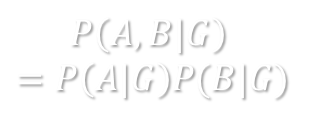 P(A, B|G)
= P(A|G)P(B|G)